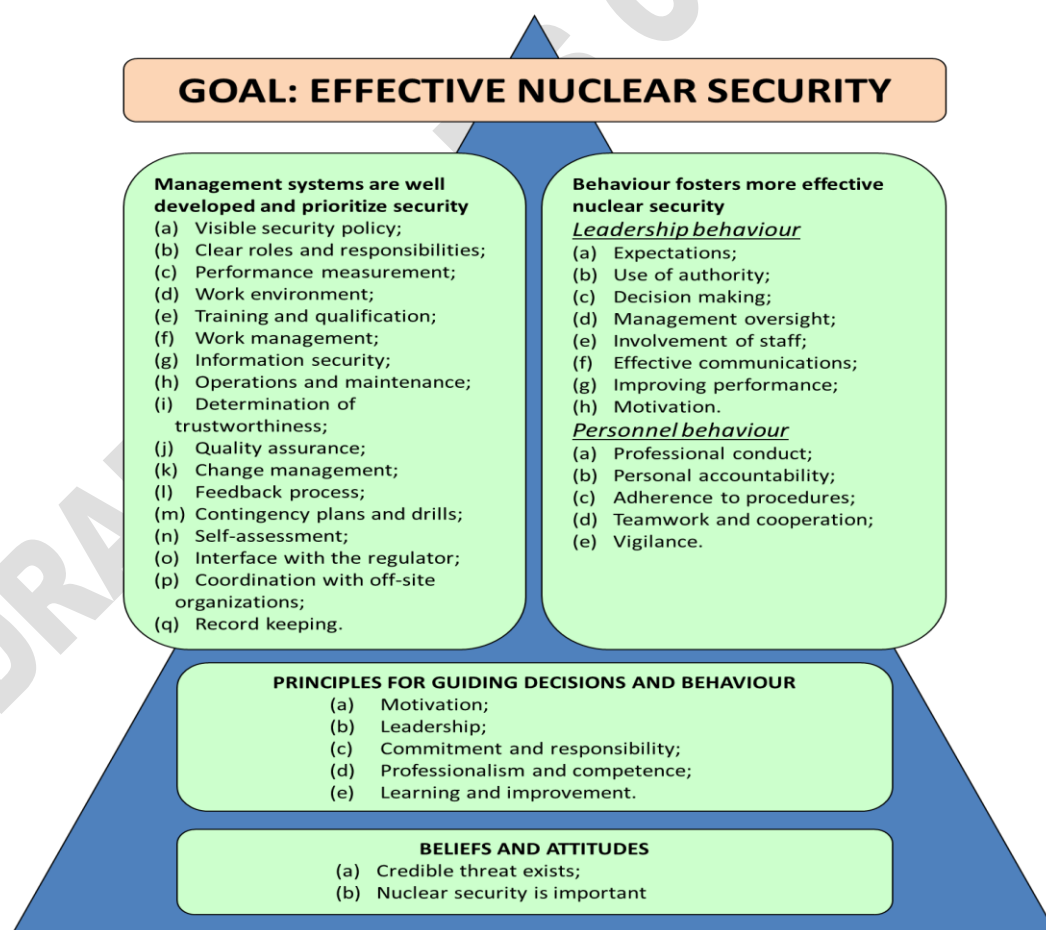 GOAL: EFFECTIVE NUCLEAR SECURITY
Management systems are well
developed and prioritize security
(a) Visible security policy;
(b) Clear roles and responsibilities;
(c) Performance measurement;
(d) Work environment;
(e) Training and qualification;
(f) Work management;
(g) Information security;
(h) Operations and maintenance;
(i) Determination of
trustworthiness;
(j) Quality assurance;
(k) Change management;
(l) Feedback process;
(m) Contingency plans and drills;
(n) Self-assessment;
(o) Interface with the regulator;
(p) Coordination with off-site
organizations;
(q) Record keeping.
Behaviour fosters more effective
nuclear security
Leadership behaviour
(a) Expectations;
(b) Use of authority;
(c) Decision making;
(d) Management oversight;
(e) Involvement of staff;
(f) Effective communications;
(g) Improving performance;
(h) Motivation.
Personnel behaviour
(a) Professional conduct;
(b) Personal accountability;
(c) Adherence to procedures;
(d) Teamwork and cooperation;
(e) Vigilance.
PRINCIPLES FOR GUIDING DECISIONS AND BEHAVIOUR
(a) Motivation;
(b) Leadership;
(c) Commitment and responsibility;
(d) Professionalism and competence;
(e) Learning and improvement.
BELIEFS AND ATTITUDES
(a) Credible threat exists;
(b) Nuclear security is important